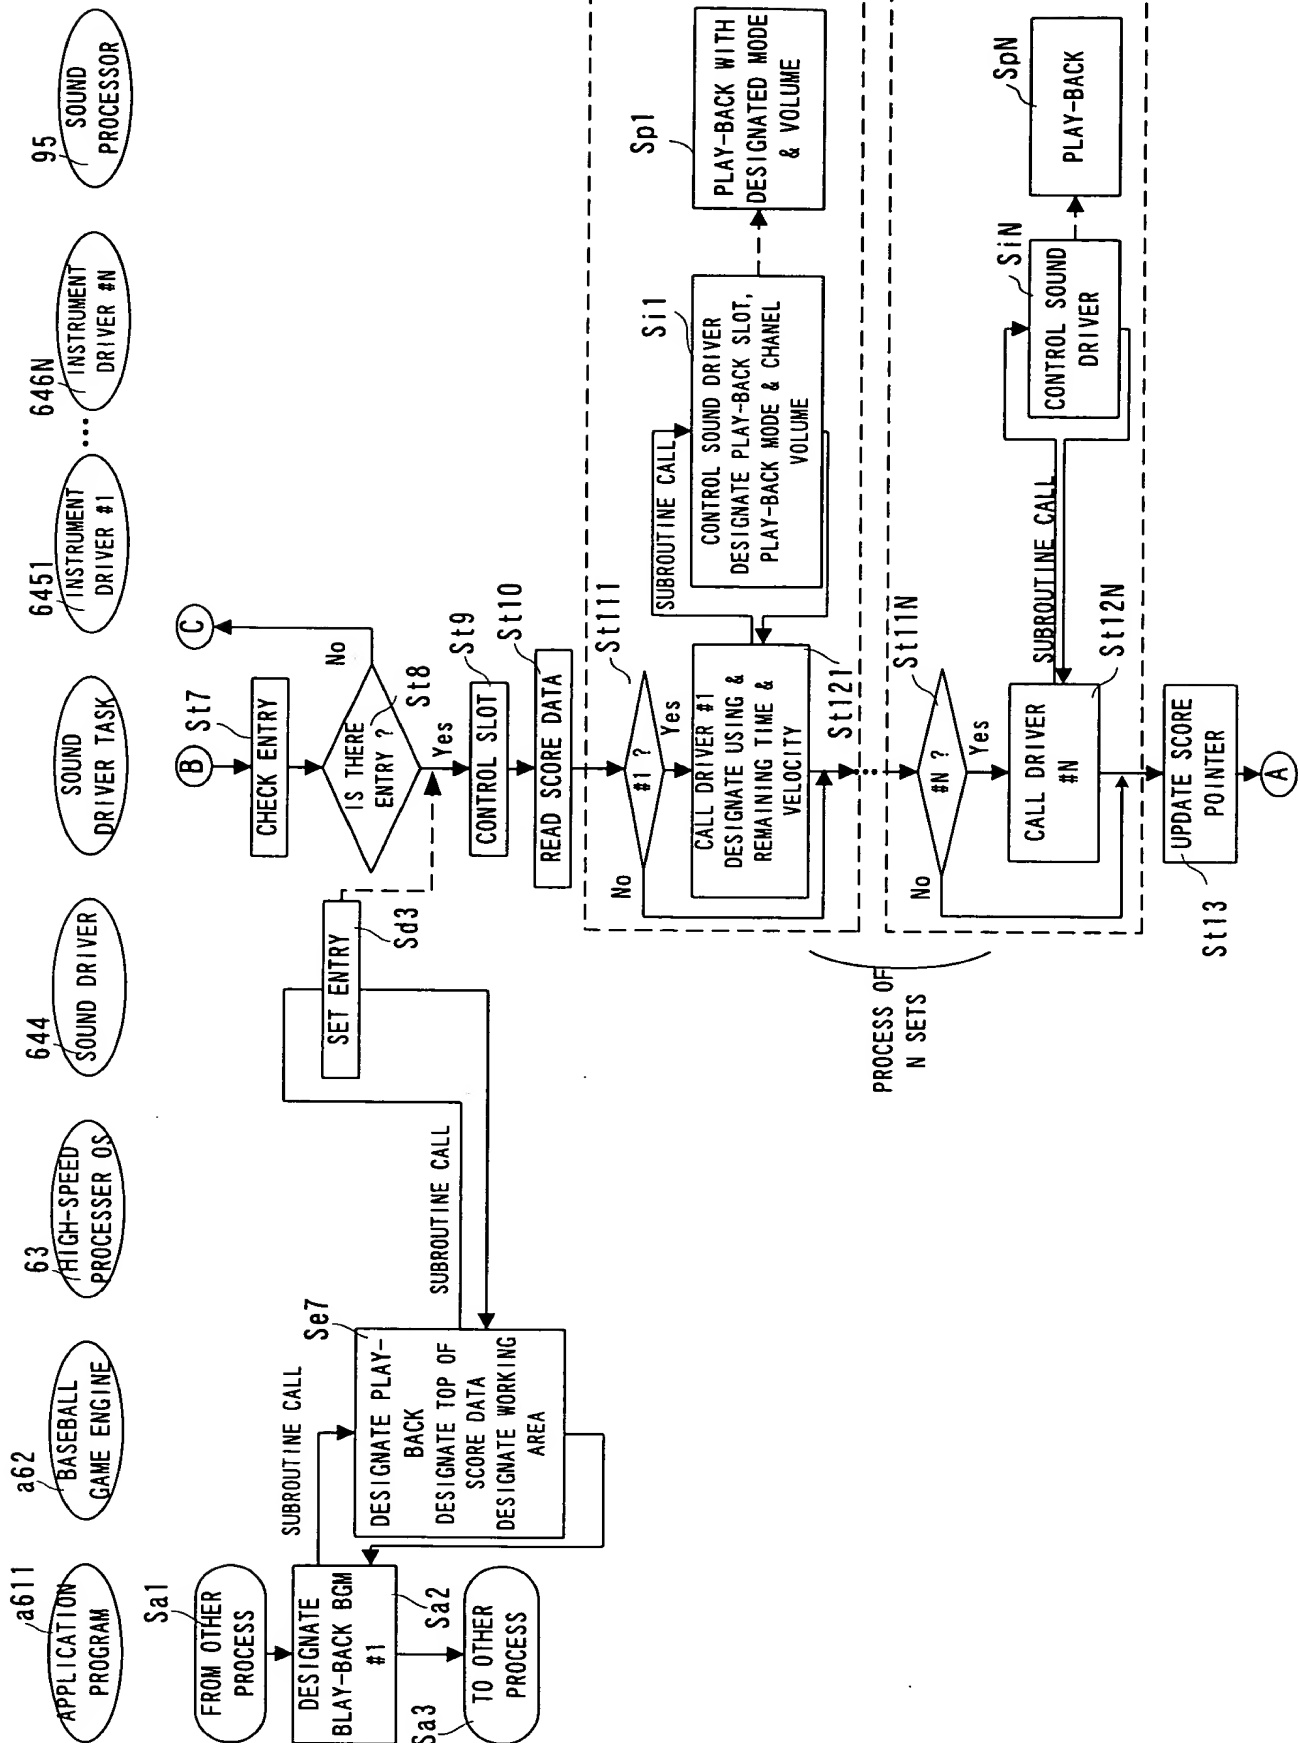 a611
APPLICATION
PROGRAM
a62
BASEBALL
GAME ENGINE
63
HIGH-SPEED
PROCESSER OS
644
SOUND DRIVER
SOUND
DRIVER TASK
6451
INSTRUMENT
DRIVER #1
•••
646N
INSTRUMENT
DRIVER #N
95
SOUND
PROCESSOR
Sa1
FROM OTHER
PROCESS
DESIGNATE
BLAY-BACK BGM
#1
Sa2
Sa3
TO OTHER
PROCESS
SUBROUTINE CALL
Se7
DESIGNATE PLAY-
BACK
DESIGNATE TOP OF
SCORE DATA
DESIGNATE WORKING
AREA
SUBROUTINE CALL
SET ENTRY
Sd3
B
St7
CHECK ENTRY
IS THERE
ENTRY ?
St8
No
C
Yes
CONTROL SLOT
St9
READ SCORE DATA
St10
#1 ?
St111
No
Yes
CALL DRIVER #1
DESIGNATE USING &
REMAINING TIME &
VELOCITY
St121
SUBROUTINE CALL
Si1
CONTROL SOUND DRIVER
DESIGNATE PLAY-BACK SLOT,
PLAY-BACK MODE & CHANEL
VOLUME
Sp1
PLAY-BACK WITH
DESIGNATED MODE
& VOLUME
PROCESS OF
N SETS
#N ?
St11N
No
Yes
CALL DRIVER
#N
St12N
SUBROUTINE CALL
SiN
CONTROL SOUND
DRIVER
SpN
PLAY-BACK
UPDATE SCORE
POINTER
St13
A